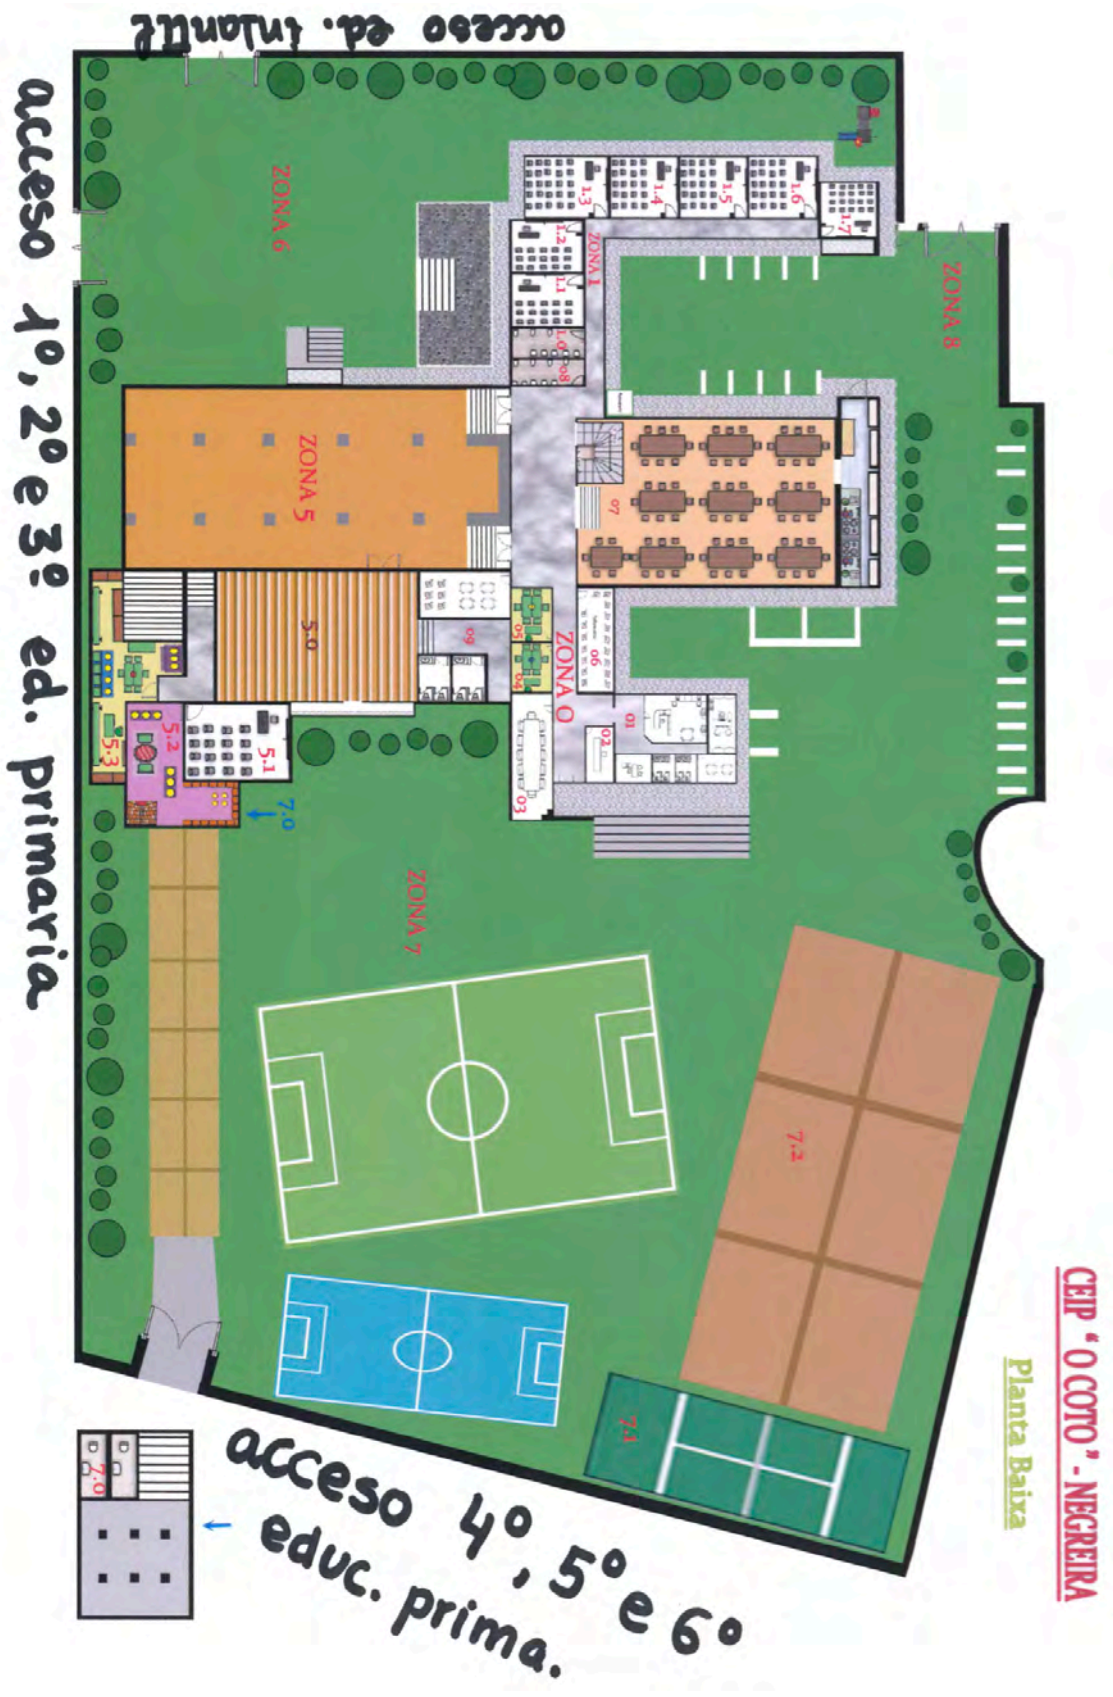 CEIP "O COTO" - NEGREIRA
Planta Baixa
acceso ed. infantil
acceso 1º, 2º e 3º ed. primaria
acceso 4º, 5º e 6º
educ. prima.
ZONA 6
ZONA 1
1.3
1.4
1.5
1.6
1.7
1.2
1.1
1.0
08
ZONA 8
ZONA 5
07
5.0
09
05
04
ZONA 0
06
01
02
03
5.3
5.2
5.1
7.0
ZONA 7
7.2
7.1
7.0